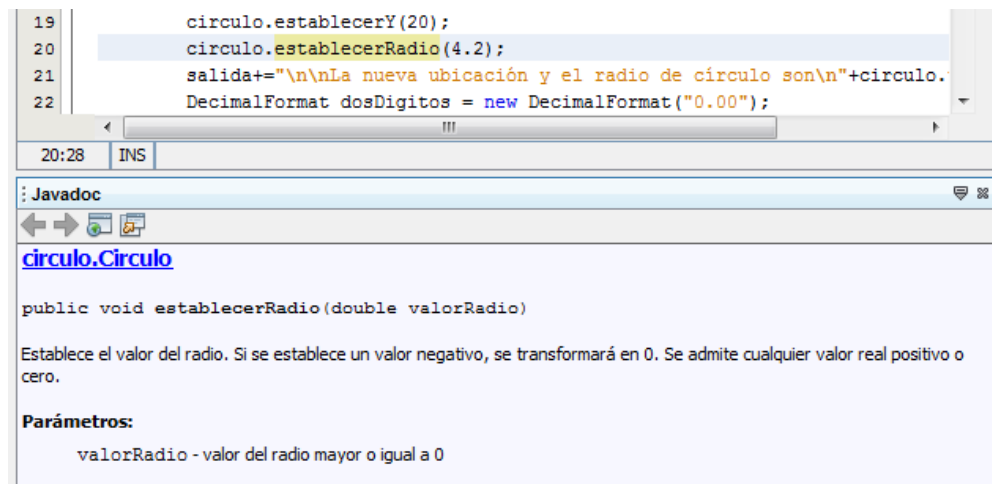 19 circulo.establecerY(20);
20 circulo.establecerRadio(4.2);
21 salida+="\n\nLa nueva ubicación y el radio de círculo son\n"+circulo.
22 DecimalFormat dosDigitos = new DecimalFormat("0.00");
20:28 INS
Javadoc
circulo.Circulo
public void establecerRadio(double valorRadio)
Establece el valor del radio. Si se establece un valor negativo, se transformará en 0. Se admite cualquier valor real positivo o
cero.
Parámetros:
valorRadio - valor del radio mayor o igual a 0